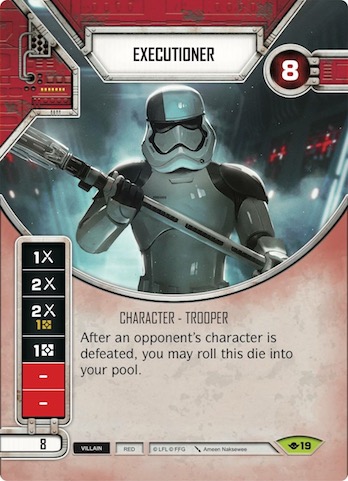 EXECUTIONER
8
1
2
2
1
1
-
-
CHARACTER - TROOPER
After an opponent's character is
defeated, you may roll this die into
your pool.
8
VILLAIN
RED
© LFL © FFG
Ameen Naksewee
19